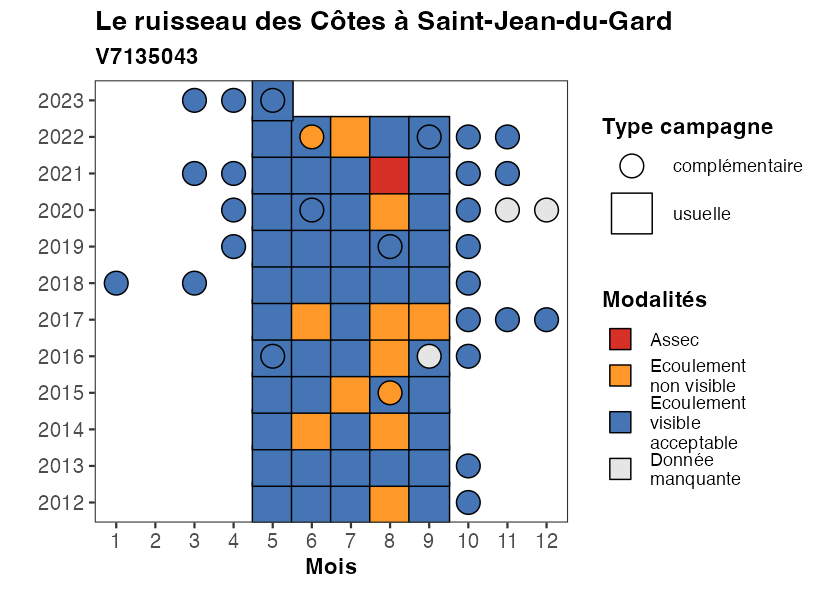 Le ruisseau des Côtes à Saint-Jean-du-Gard
V7135043
2023
2022
2021
2020
2019
2018
2017
2016
2015
2014
2013
2012
1 2 3 4 5 6 7 8 9 10 11 12
Mois
Type campagne
complémentaire
usuelle
Modalités
Assec
Ecoulement
non visible
Ecoulement
visible
acceptable
Donnée
manquante